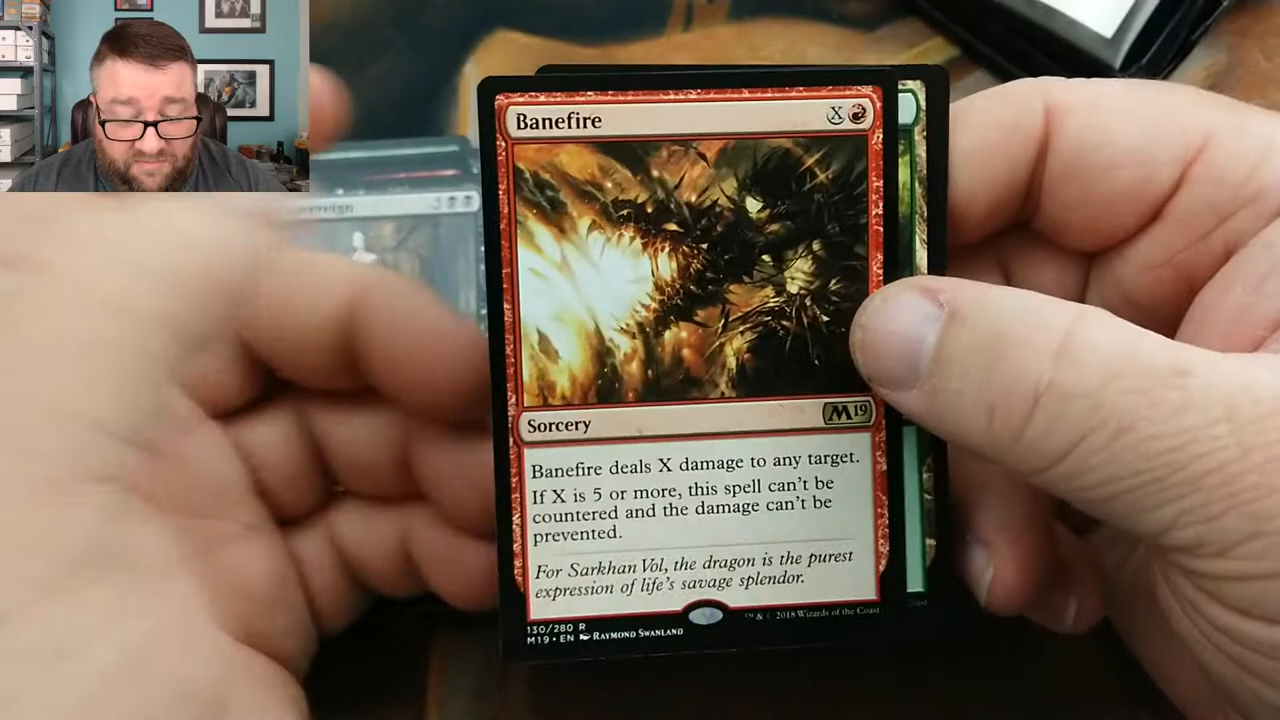 Banefire X
Sorcery
M19
Banefire deals X damage to any target.
If X is 5 or more, this spell can't be
countered and the damage can't be
prevented.
For Sarkhan Vol, the dragon is the purest
expression of life's savage splendor.
130/280 R
M19 • EN RAYMOND SWANLAND
™ & © 2018 Wizards of the Coast